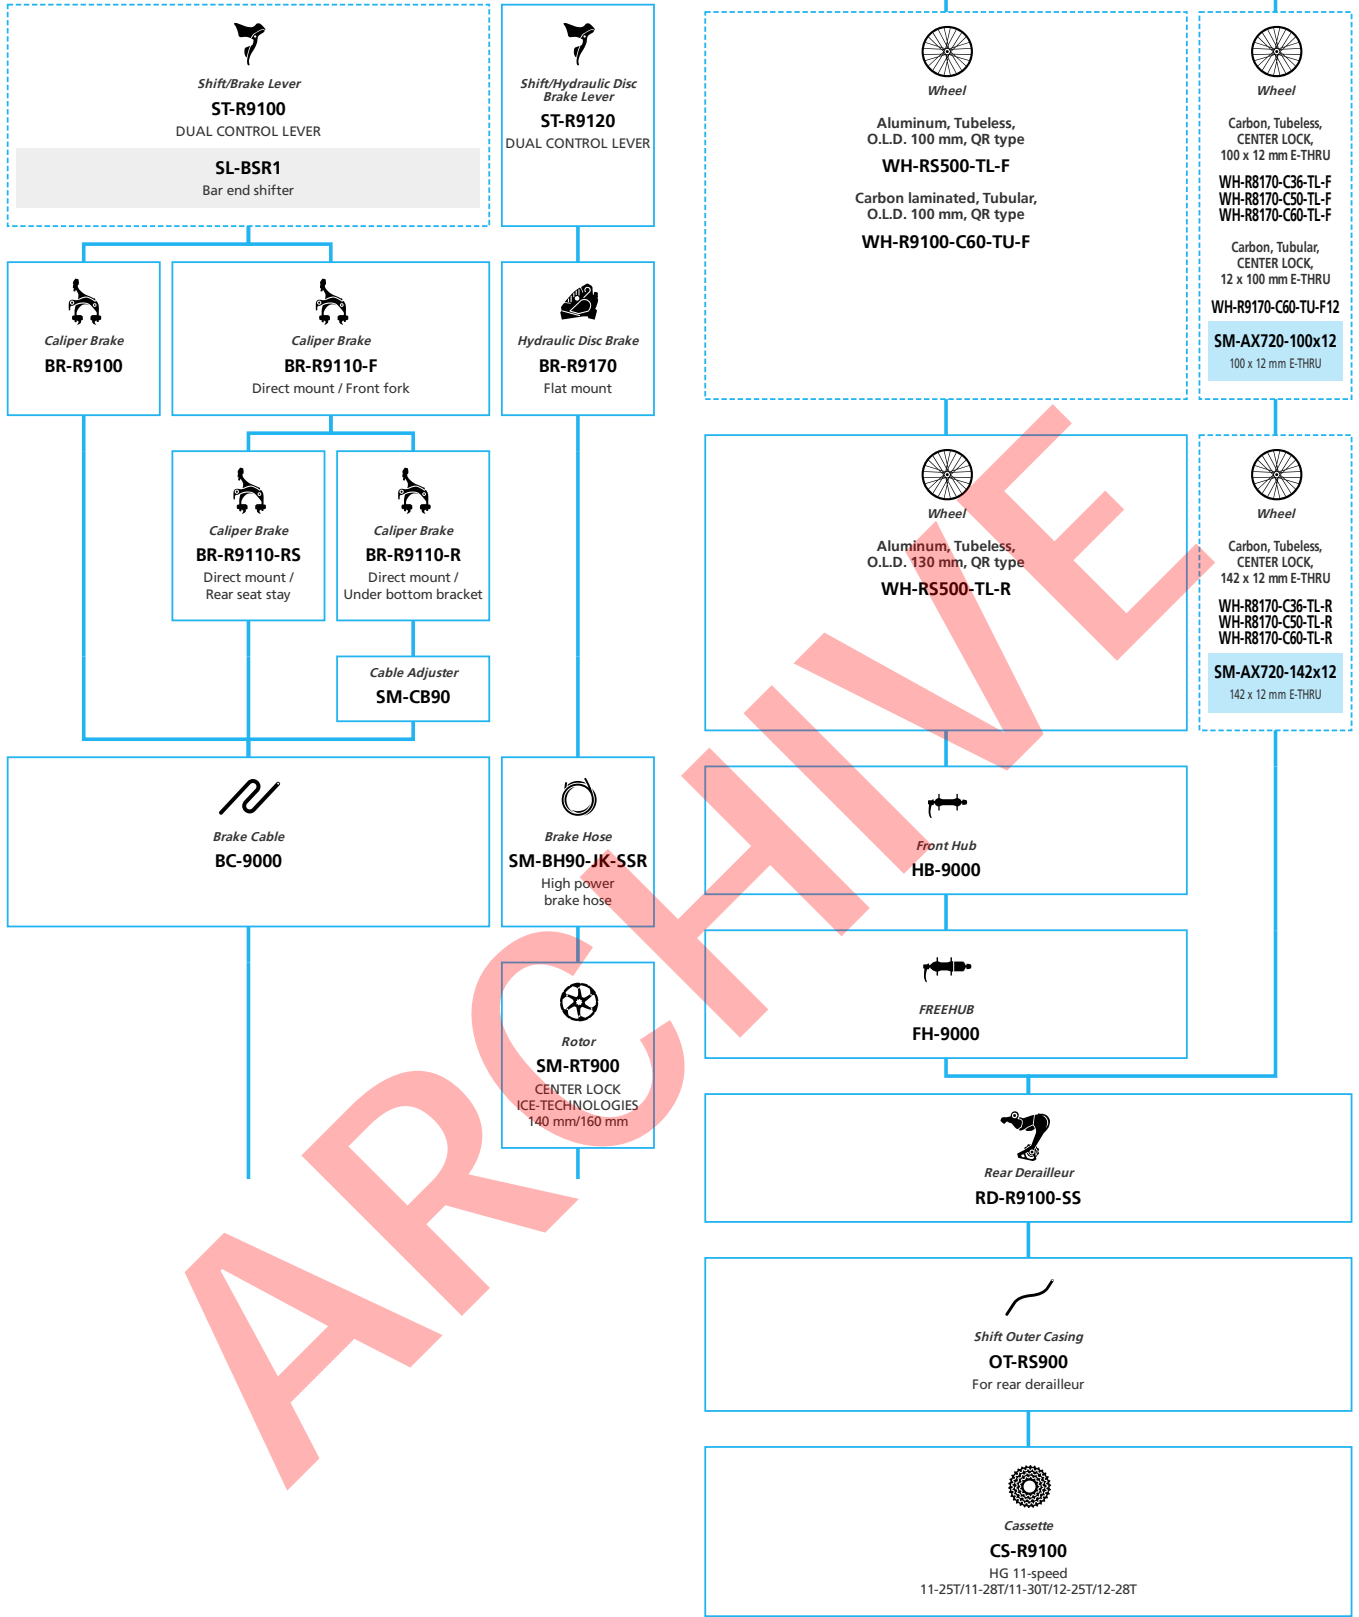 Shift/Brake Lever
ST-R9100
DUAL CONTROL LEVER
SL-BSR1
Bar end shifter
Shift/Hydraulic Disc
Brake Lever
ST-R9120
DUAL CONTROL LEVER
Caliper Brake
BR-R9100
Caliper Brake
BR-R9110-F
Direct mount / Front fork
Hydraulic Disc Brake
BR-R9170
Flat mount
Caliper Brake
BR-R9110-RS
Direct mount /
Rear seat stay
Caliper Brake
BR-R9110-R
Direct mount /
Under bottom bracket
Cable Adjuster
SM-CB90
Brake Cable
BC-9000
Brake Hose
SM-BH90-JK-SSR
High power
brake hose
Rotor
SM-RT900
CENTER LOCK
ICE-TECHNOLOGIES
140 mm/160 mm
Wheel
Aluminum, Tubeless,
O.L.D. 100 mm, QR type
WH-RS500-TL-F
Carbon laminated, Tubular,
O.L.D. 100 mm, QR type
WH-R9100-C60-TU-F
Wheel
Carbon, Tubeless,
CENTER LOCK,
100 x 12 mm E-THRU
WH-R8170-C36-TL-F
WH-R8170-C50-TL-F
WH-R8170-C60-TL-F
Carbon, Tubular,
CENTER LOCK,
12 x 100 mm E-THRU
WH-R9170-C60-TU-F12
SM-AX720-100x12
100 x 12 mm E-THRU
Wheel
Aluminum, Tubeless,
O.L.D. 130 mm, QR type
WH-RS500-TL-R
Wheel
Carbon, Tubeless,
CENTER LOCK,
142 x 12 mm E-THRU
WH-R8170-C36-TL-R
WH-R8170-C50-TL-R
WH-R8170-C60-TL-R
SM-AX720-142x12
142 x 12 mm E-THRU
Front Hub
HB-9000
FREEHUB
FH-9000
Rear Derailleur
RD-R9100-SS
Shift Outer Casing
OT-RS900
For rear derailleur
Cassette
CS-R9100
HG 11-speed
11-25T/11-28T/11-30T/12-25T/12-28T
ARCHIVE